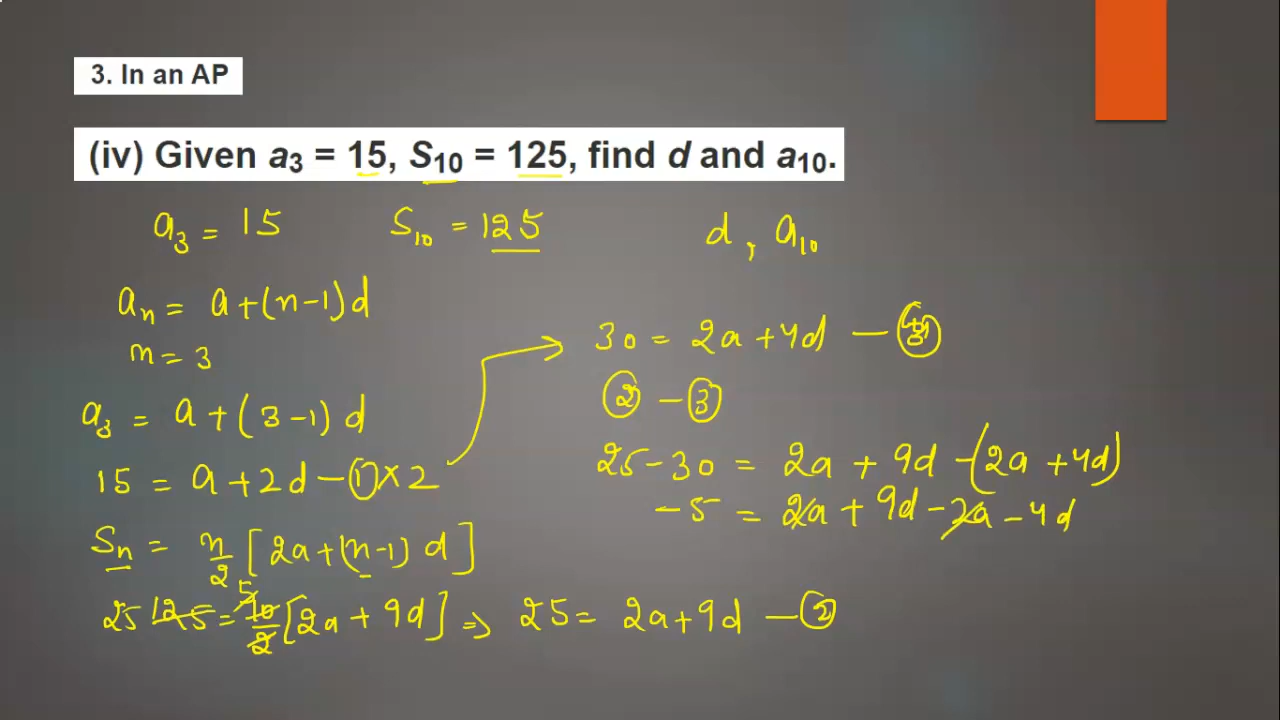 3. In an AP
(iv) Given a₃ = 15, S₁₀ = 125, find d and a₁₀.
a₃ = 15 S₁₀ = 125 d, a₁₀
aₙ = a+(n-1)d
n = 3
a₃ = a+(3-1)d
15 = a+2d - ① × 2
Sₙ = n/2 [2a+(n-1)d]
25 125 = 5 10/2 [2a+9d] ⇒ 25 = 2a+9d - ②
30 = 2a+4d - ③
② - ③
25-30 = 2a + 9d -(2a +4d)
-5 = 2a + 9d - 2a - 4d